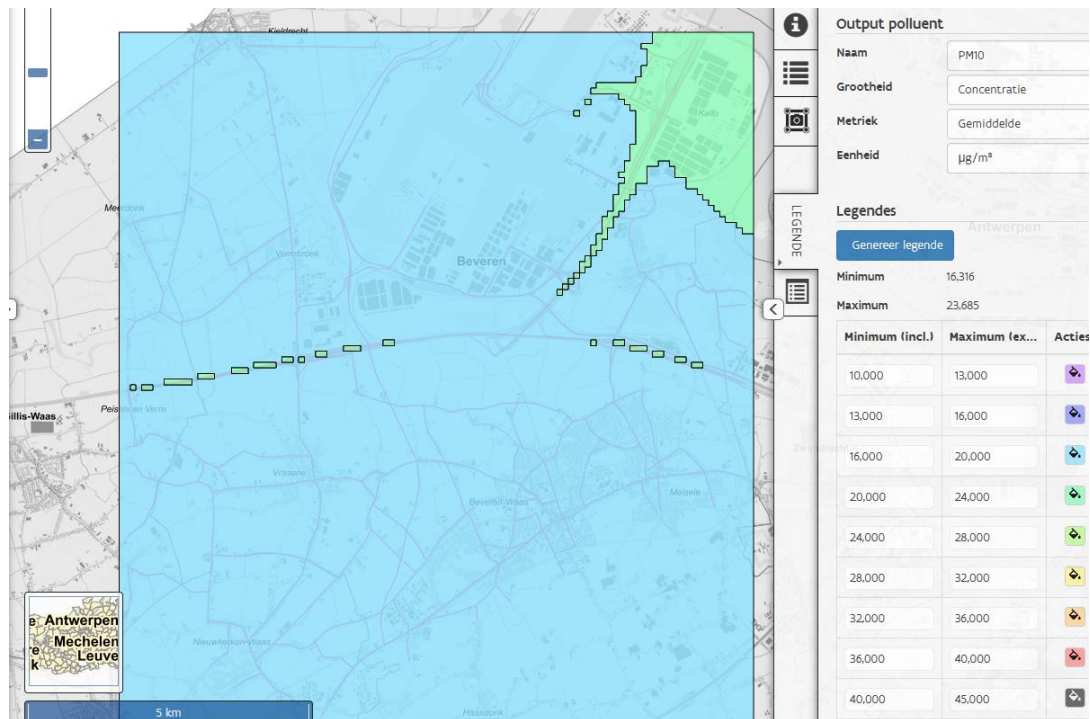 Kieldrecht
Kallo
Meerdonk
Verrebroek
Beveren
Peissis en Verre
illis-Waas
Vrasene
Beveren-Waas
Melsele
Nieuwkerken-Waas
Haasdonk
e Antwerpen
Mechelen
Leuve
k
5 km
LEGENDE
Output polluent
Naam PM10
Grootheid Concentratie
Metriek Gemiddelde
Eenheid µg/m³
Legendes
Antwerpen
Genereer legende
Minimum 16,316
Maximum 23,685
Minimum (incl.) Maximum (ex... Acties
10,000 13,000
13,000 16,000
16,000 20,000
20,000 24,000
24,000 28,000
28,000 32,000
32,000 36,000
36,000 40,000
40,000 45,000